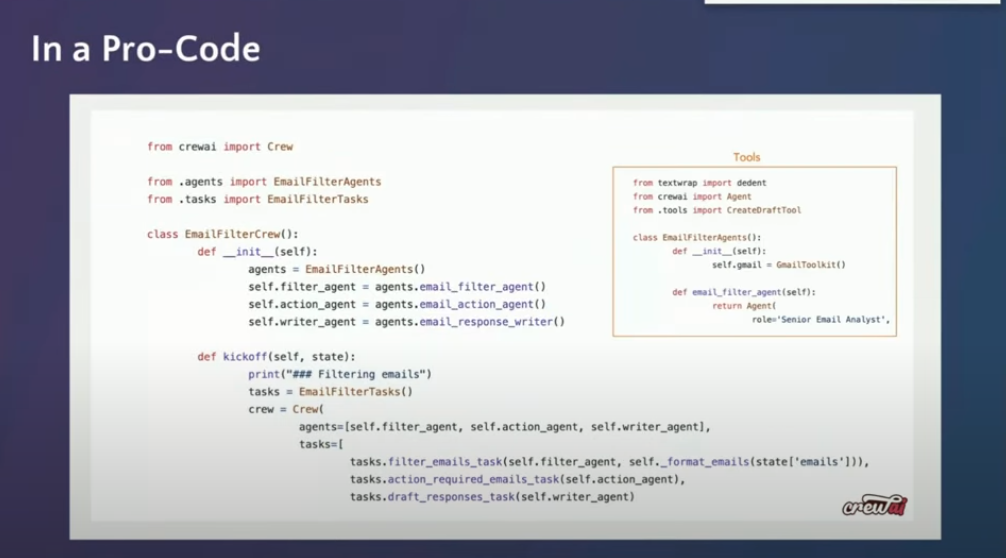 In a Pro-Code
from crewai import Crew
from .agents import EmailFilterAgents
from .tasks import EmailFilterTasks
class EmailFilterCrew():
def __init__(self):
agents = EmailFilterAgents()
self.filter_agent = agents.email_filter_agent()
self.action_agent = agents.email_action_agent()
self.writer_agent = agents.email_response_writer()
def kickoff(self, state):
print("### Filtering emails")
tasks = EmailFilterTasks()
crew = Crew(
agents=[self.filter_agent, self.action_agent, self.writer_agent],
tasks=[
tasks.filter_emails_task(self.filter_agent, self._format_emails(state['emails'])),
tasks.action_required_emails_task(self.action_agent),
tasks.draft_responses_task(self.writer_agent)
Tools
from textwrap import dedent
from crewai import Agent
from .tools import CreateDraftTool
class EmailFilterAgents():
def __init__(self):
self.gmail = GmailToolkit()
def email_filter_agent(self):
return Agent(
role='Senior Email Analyst',
crewai